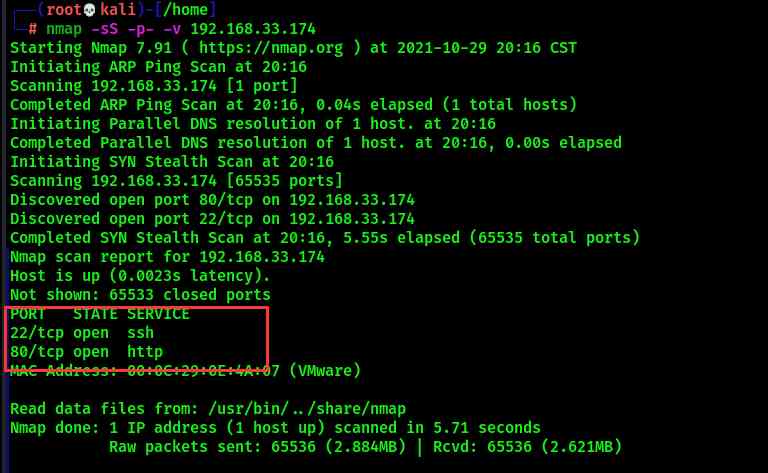 (root💀kali)-[/home]
# nmap -sS -p- -v 192.168.33.174
Starting Nmap 7.91 ( https://nmap.org ) at 2021-10-29 20:16 CST
Initiating ARP Ping Scan at 20:16
Scanning 192.168.33.174 [1 port]
Completed ARP Ping Scan at 20:16, 0.04s elapsed (1 total hosts)
Initiating Parallel DNS resolution of 1 host. at 20:16
Completed Parallel DNS resolution of 1 host. at 20:16, 0.00s elapsed
Initiating SYN Stealth Scan at 20:16
Scanning 192.168.33.174 [65535 ports]
Discovered open port 80/tcp on 192.168.33.174
Discovered open port 22/tcp on 192.168.33.174
Completed SYN Stealth Scan at 20:16, 5.55s elapsed (65535 total ports)
Nmap scan report for 192.168.33.174
Host is up (0.0023s latency).
Not shown: 65533 closed ports
PORT   STATE SERVICE
22/tcp open  ssh
80/tcp open  http
MAC Address: 00:0C:29:0E:4A:07 (VMware)
Read data files from: /usr/bin/../share/nmap
Nmap done: 1 IP address (1 host up) scanned in 5.71 seconds
Raw packets sent: 65536 (2.884MB) | Rcvd: 65536 (2.621MB)